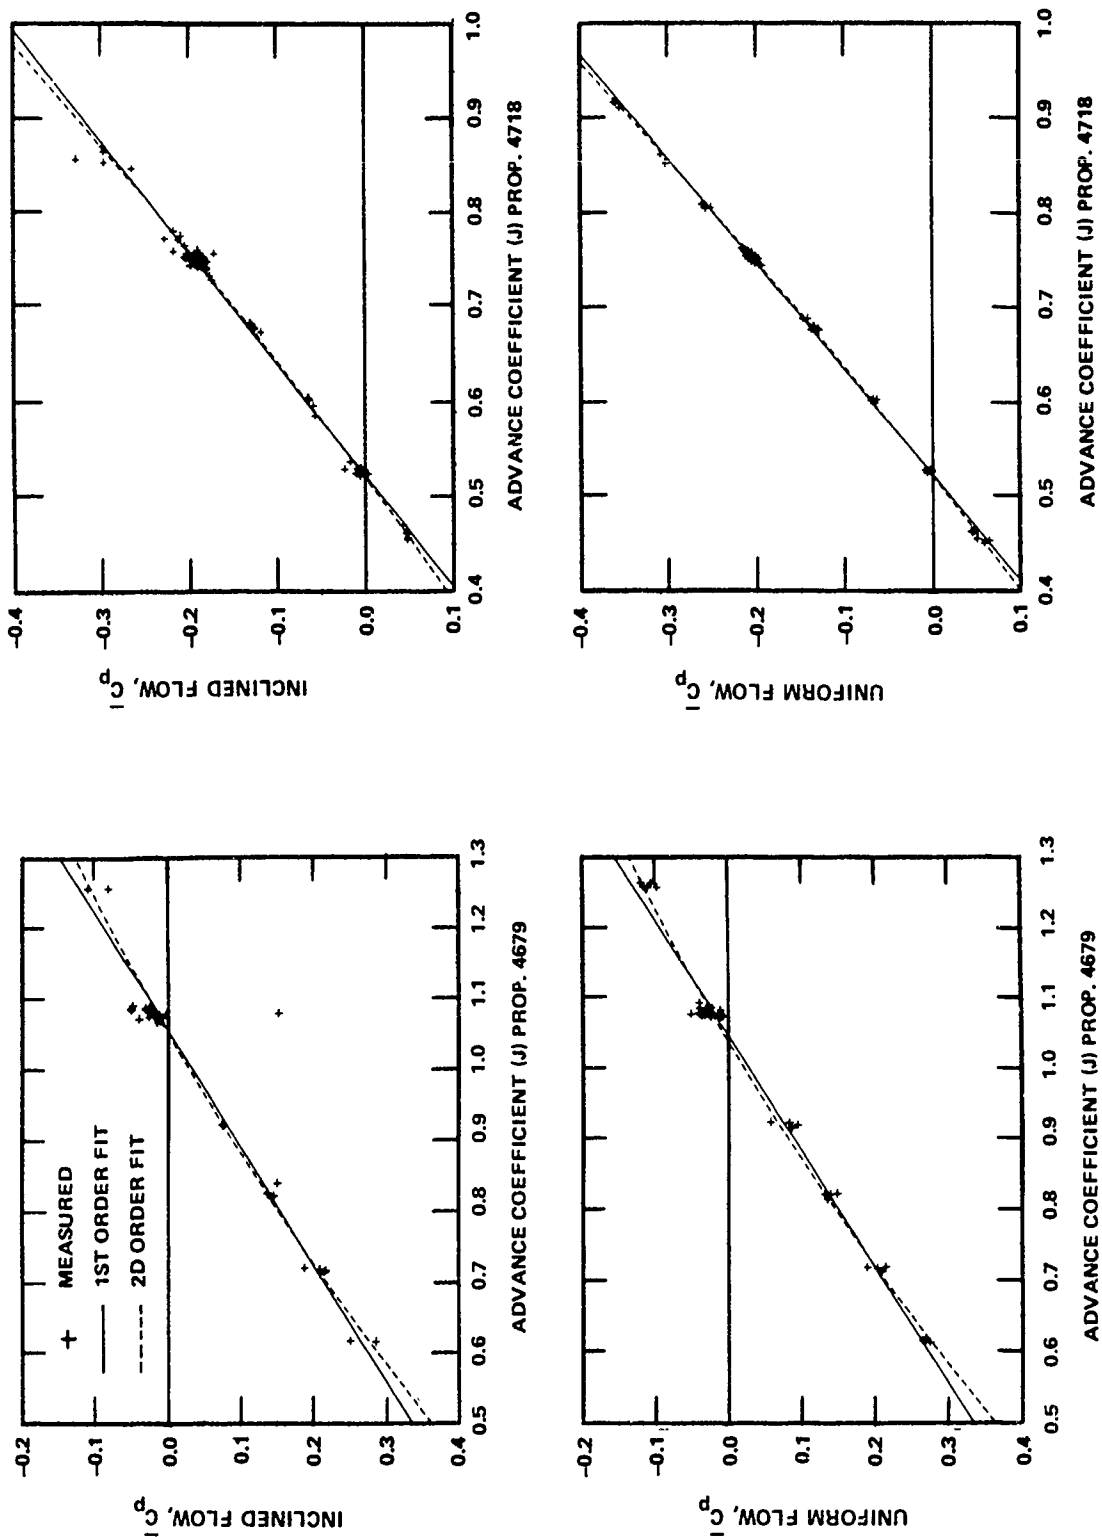 -0.2
-0.1
0.0
0.1
0.2
0.3
0.4
INCLINED FLOW, C̄p
+ MEASURED
1ST ORDER FIT
2D ORDER FIT
0.5 0.6 0.7 0.8 0.9 1.0 1.1 1.2 1.3
ADVANCE COEFFICIENT (J) PROP. 4679
-0.4
-0.3
-0.2
-0.1
0.0
0.1
INCLINED FLOW, C̄p
0.4 0.5 0.6 0.7 0.8 0.9 1.0
ADVANCE COEFFICIENT (J) PROP. 4718
-0.2
-0.1
0.0
0.1
0.2
0.3
0.4
UNIFORM FLOW, C̄p
0.5 0.6 0.7 0.8 0.9 1.0 1.1 1.2 1.3
ADVANCE COEFFICIENT (J) PROP. 4679
-0.4
-0.3
-0.2
-0.1
0.0
0.1
UNIFORM FLOW, C̄p
0.4 0.5 0.6 0.7 0.8 0.9 1.0
ADVANCE COEFFICIENT (J) PROP. 4718